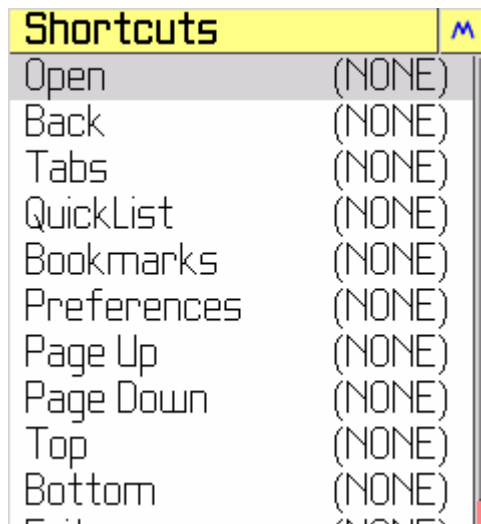 Shortcuts
Open (NONE)
Back (NONE)
Tabs (NONE)
QuickList (NONE)
Bookmarks (NONE)
Preferences (NONE)
Page Up (NONE)
Page Down (NONE)
Top (NONE)
Bottom (NONE)